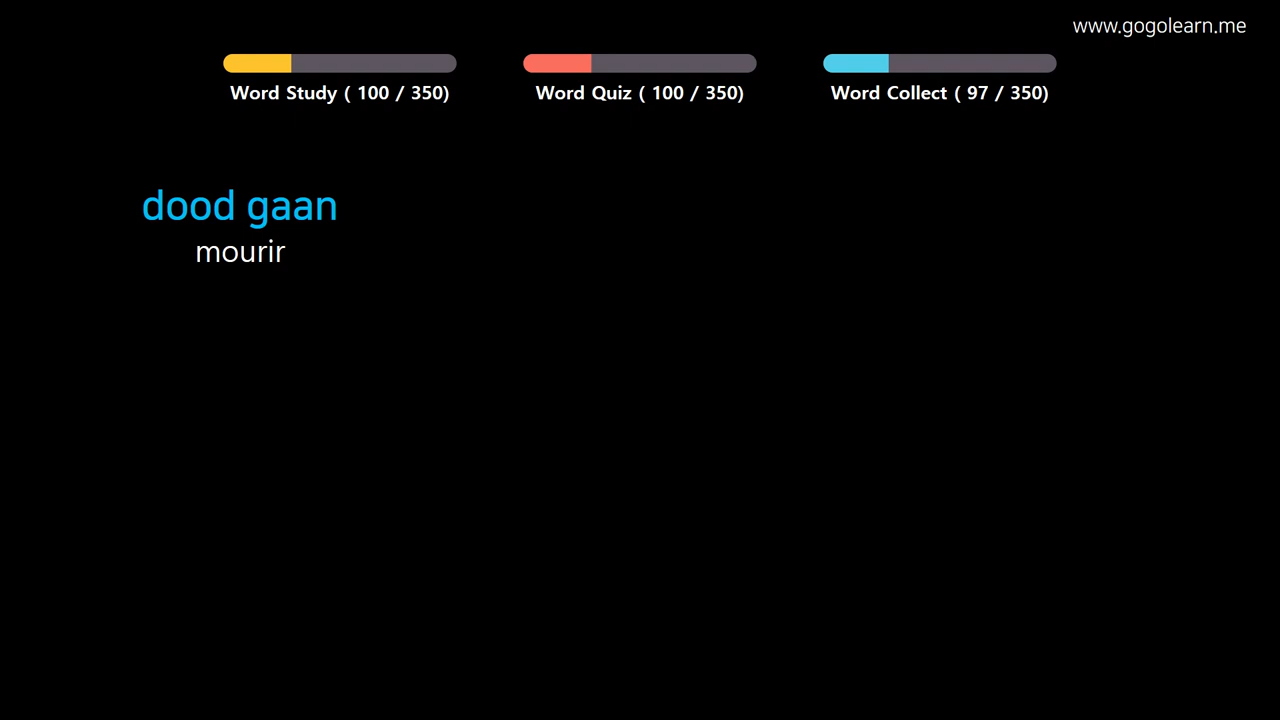 www.gogolearn.me
Word Study ( 100 / 350)
Word Quiz ( 100 / 350)
Word Collect ( 97 / 350)
dood gaan
mourir